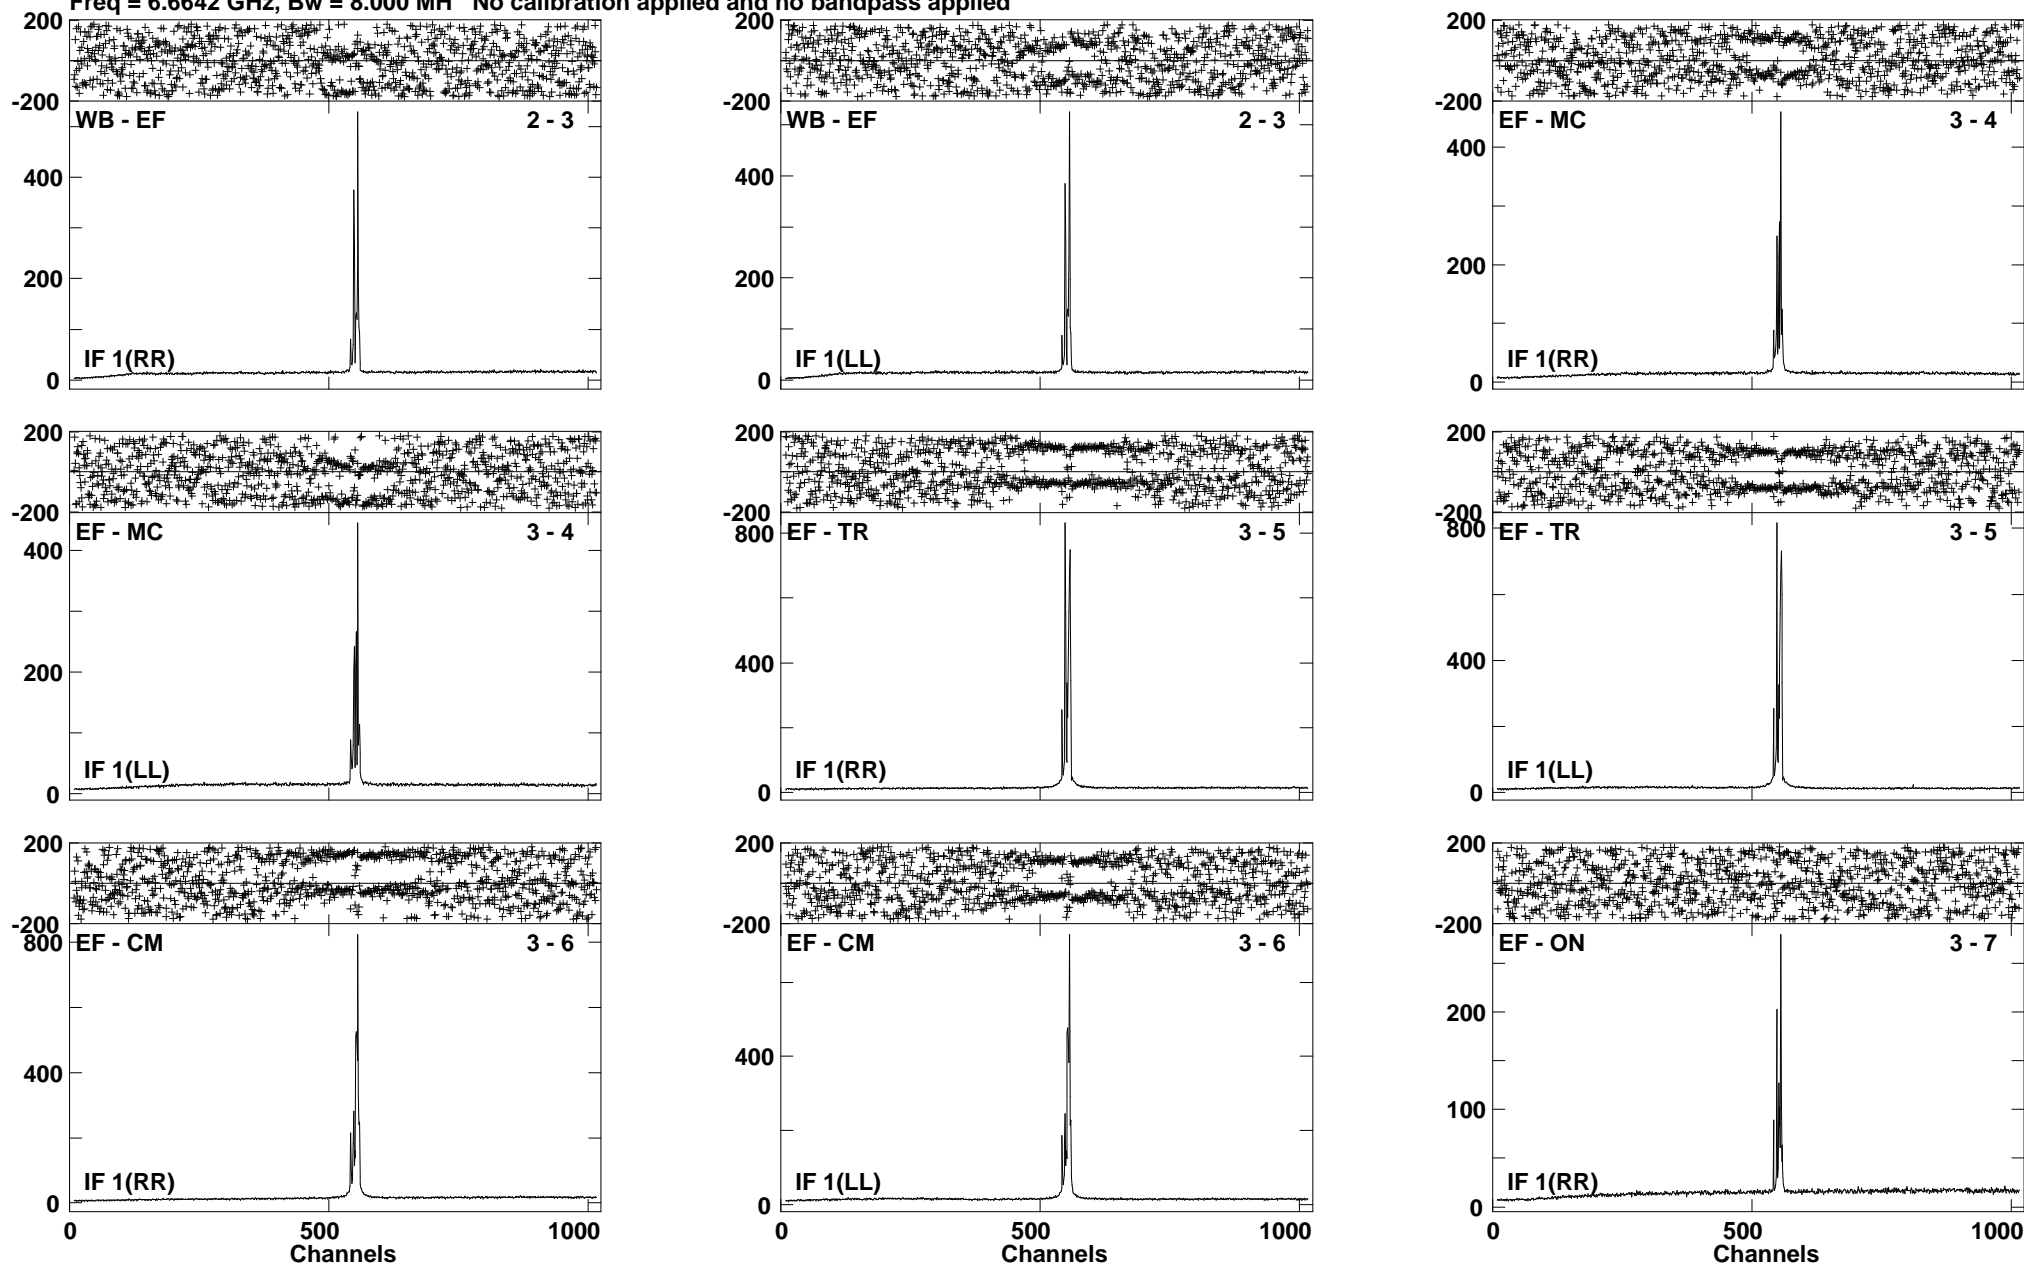 Freq = 6.6642 GHz, Bw = 8.000 MH No calibration applied and no bandpass applied
200 200 200
-200 -200 -200
WB - EF 2 - 3 WB - EF 2 - 3 EF - MC 3 - 4
400 400 400
200 200 200
IF 1(RR) IF 1(LL) IF 1(RR)
0 0 0
200 200 200
-200 -200 -200
EF - MC 3 - 4 EF - TR 3 - 5 EF - TR 3 - 5
400 800 800
200 400 400
IF 1(LL) IF 1(RR) IF 1(LL)
0 0 0
200 200 200
-200 -200 -200
EF - CM 3 - 6 EF - CM 3 - 6 EF - ON 3 - 7
800 200
400 400 100
IF 1(RR) IF 1(LL) IF 1(RR)
0 0 0
0 500 1000 0 500 1000 0 500 1000
Channels Channels Channels